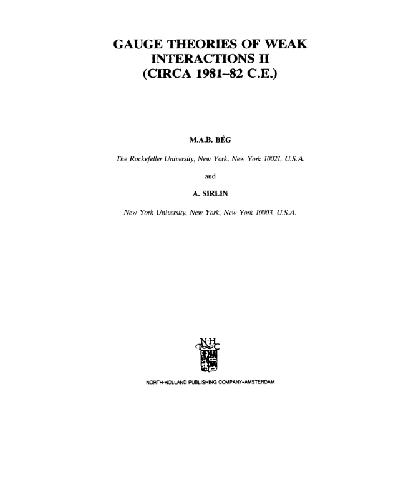 GAUGE THEORIES OF WEAK
INTERACTIONS II
(CIRCA 1981–82 C.E.)
M.A.B. BÉG
The Rockefeller University, New York, New York 10021, U.S.A.
and
A. SIRLIN
New York University, New York, New York 10003, U.S.A.
N H
NORTH-HOLLAND PUBLISHING COMPANY–AMSTERDAM